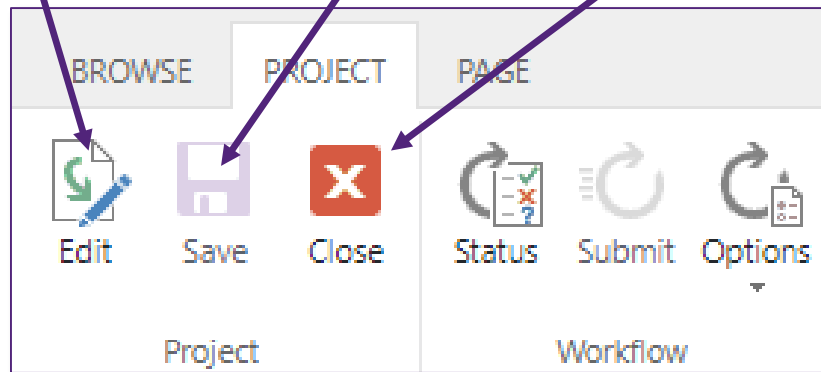 BROWSE PROJECT PAGE
Edit Save Close Status Submit Options
Project Workflow